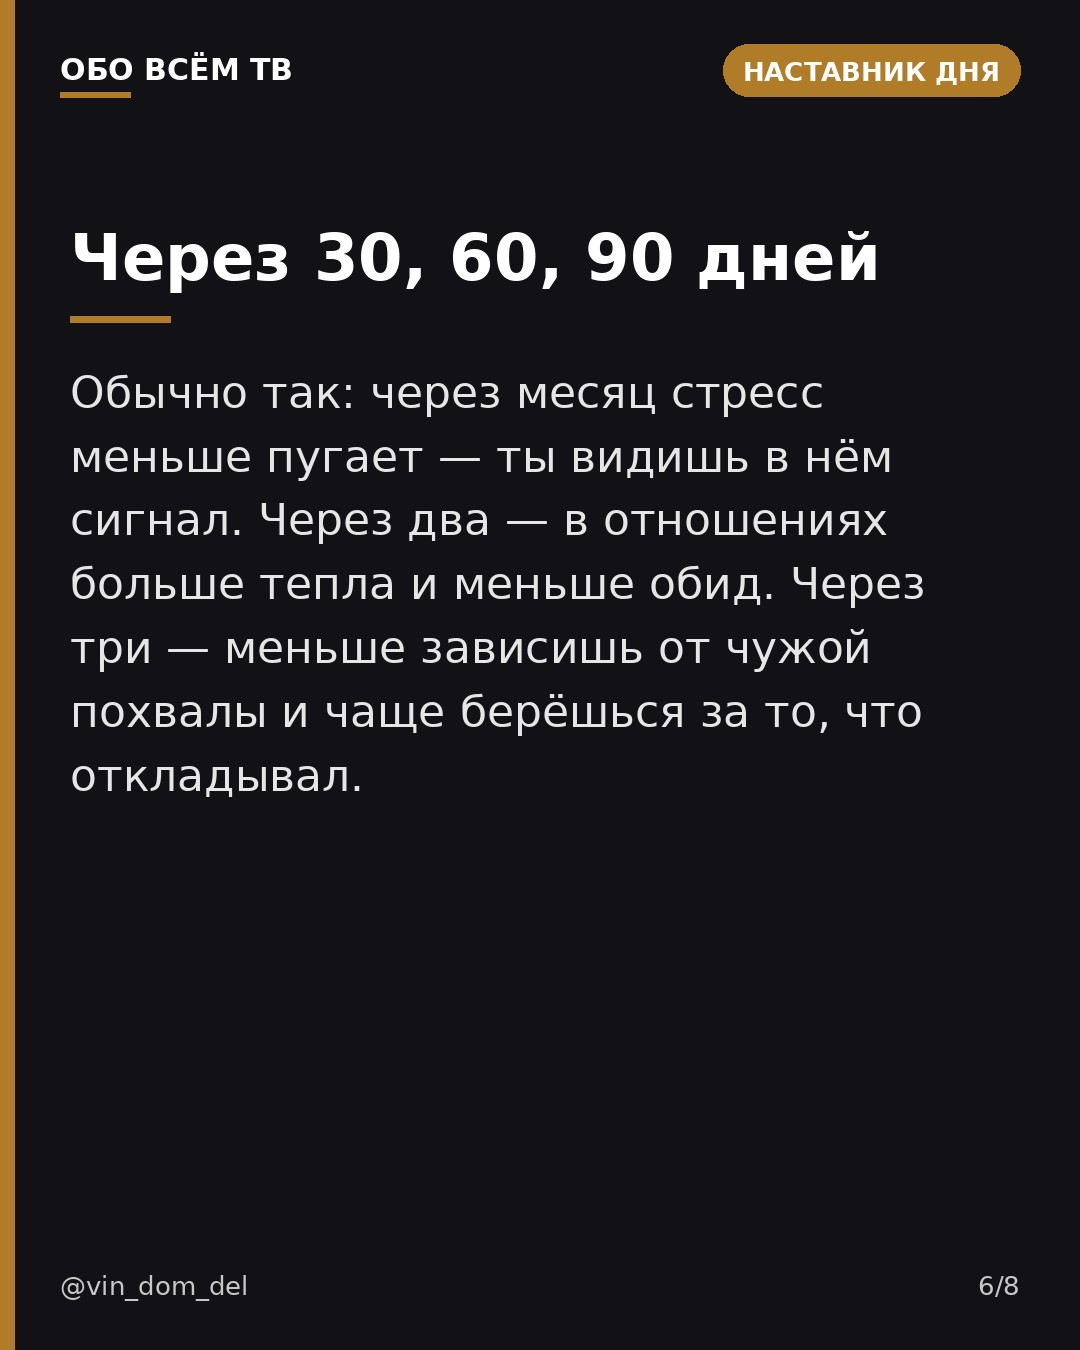 ОБО ВСЁМ ТВ
НАСТАВНИК ДНЯ
Через 30, 60, 90 дней
Обычно так: через месяц стресс
меньше пугает — ты видишь в нём
сигнал. Через два — в отношениях
больше тепла и меньше обид. Через
три — меньше зависишь от чужой
похвалы и чаще берёшься за то, что
откладывал.
@vin_dom_del
6/8